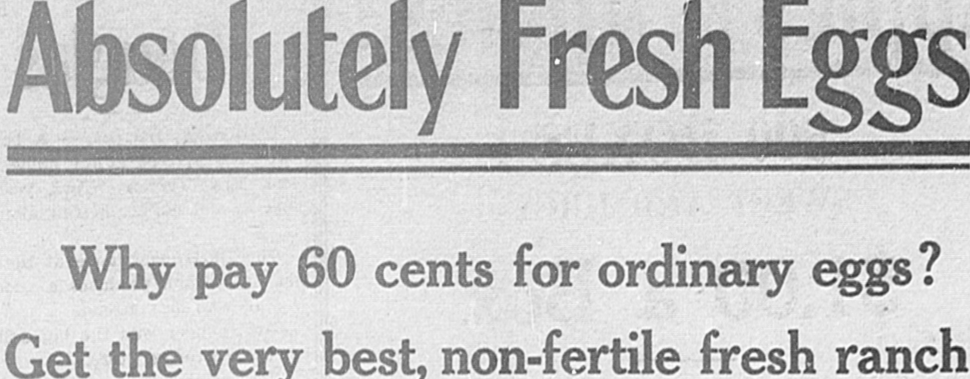 Absolutely Fresh Eggs
Why pay 60 cents for ordinary eggs?
Get the very best, non-fertile fresh ranch